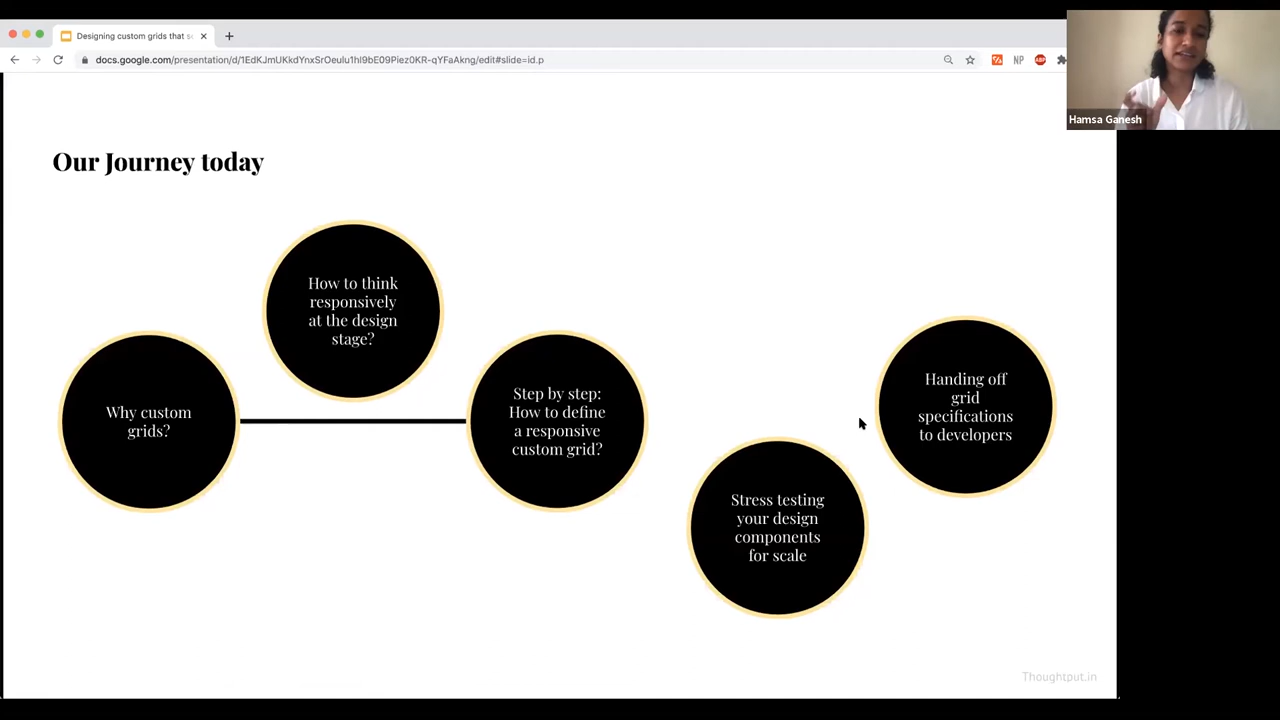 Designing custom grids that s
docs.google.com/presentation/d/1EdKJmUKkdYnxSrOeulu1hI9bE09Piez0KR-qYFaAkng/edit#slide=id.p
NP
ABP
Hamsa Ganesh
Our Journey today
How to think
responsively
at the design
stage?
Why custom
grids?
Step by step:
How to define
a responsive
custom grid?
Stress testing
your design
components
for scale
Handing off
grid
specifications
to developers
Thoughtput.in